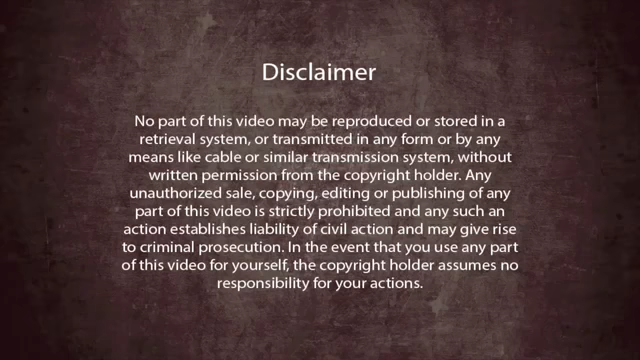 Disclaimer
No part of this video may be reproduced or stored in a
retrieval system, or transmitted in any form or by any
means like cable or similar transmission system, without
written permission from the copyright holder. Any
unauthorized sale, copying, editing or publishing of any
part of this video is strictly prohibited and any such an
action establishes liability of civil action and may give rise
to criminal prosecution. In the event that you use any part
of this video for yourself, the copyright holder assumes no
responsibility for your actions.